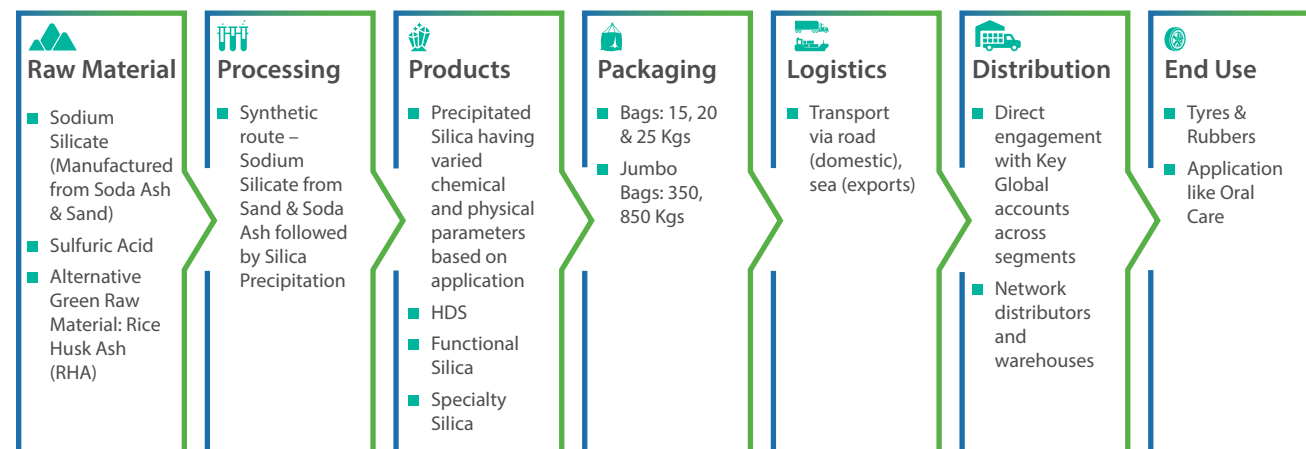 Raw Material
Sodium
Silicate
(Manufactured
from Soda Ash
& Sand)
Sulfuric Acid
Alternative
Green Raw
Material: Rice
Husk Ash
(RHA)
Processing
Synthetic
route –
Sodium
Silicate from
Sand & Soda
Ash followed
by Silica
Precipitation
Products
Precipitated
Silica having
varied
chemical
and physical
parameters
based on
application
HDS
Functional
Silica
Specialty
Silica
Packaging
Bags: 15, 20
& 25 Kgs
Jumbo
Bags: 350,
850 Kgs
Logistics
Transport
via road
(domestic),
sea (exports)
Distribution
Direct
engagement
with Key
Global
accounts
across
segments
Network
distributors
and
warehouses
End Use
Tyres &
Rubbers
Application
like Oral
Care